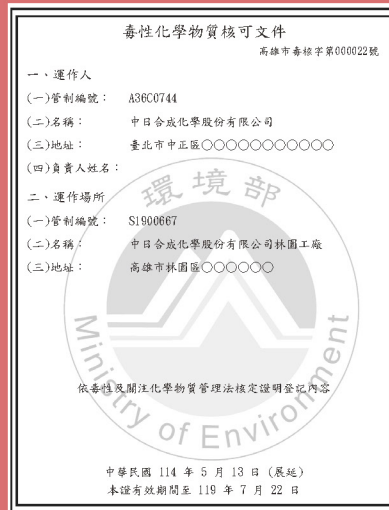 毒性化學物質核可文件
高雄市毒核字第000022號
一、運作人
(一)管制編號： A36C0744
(二)名稱： 中日合成化學股份有限公司
(三)地址： 臺北市中正區○○○○○○○○○○○
(四)負責人姓名：
二、運作場所
(一)管制編號： S1900667
(二)名稱： 中日合成化學股份有限公司林園工廠
(三)地址： 高雄市林園區○○○○○○
環境部
依毒性及關注化學物質管理法核定證明登記內容
Ministry of Environment
中華民國 114 年 5 月 13 日 (展延)
本證有效期間至 119 年 7 月 22 日